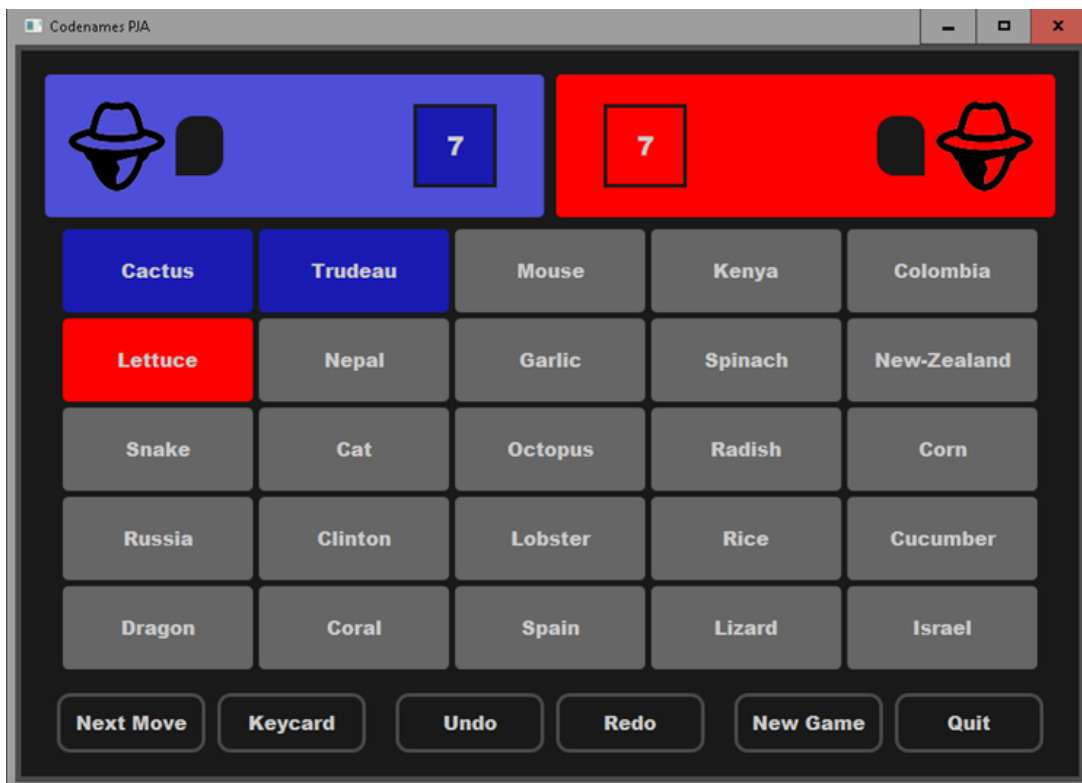 Codenames PJA
7 7
Cactus Trudeau Mouse Kenya Colombia
Lettuce Nepal Garlic Spinach New-Zealand
Snake Cat Octopus Radish Corn
Russia Clinton Lobster Rice Cucumber
Dragon Coral Spain Lizard Israel
Next Move Keycard Undo Redo New Game Quit